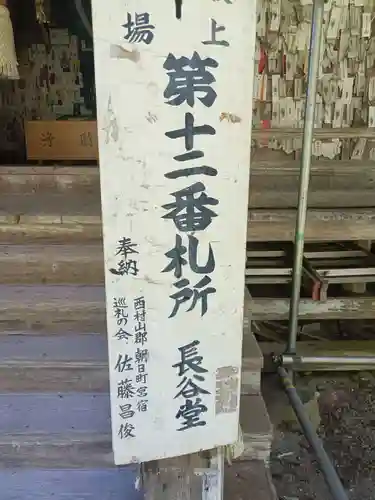 上
第十二番札所
長谷堂
場
奉納
西村山郡朝日町宮宿
巡礼の会 佐藤昌俊